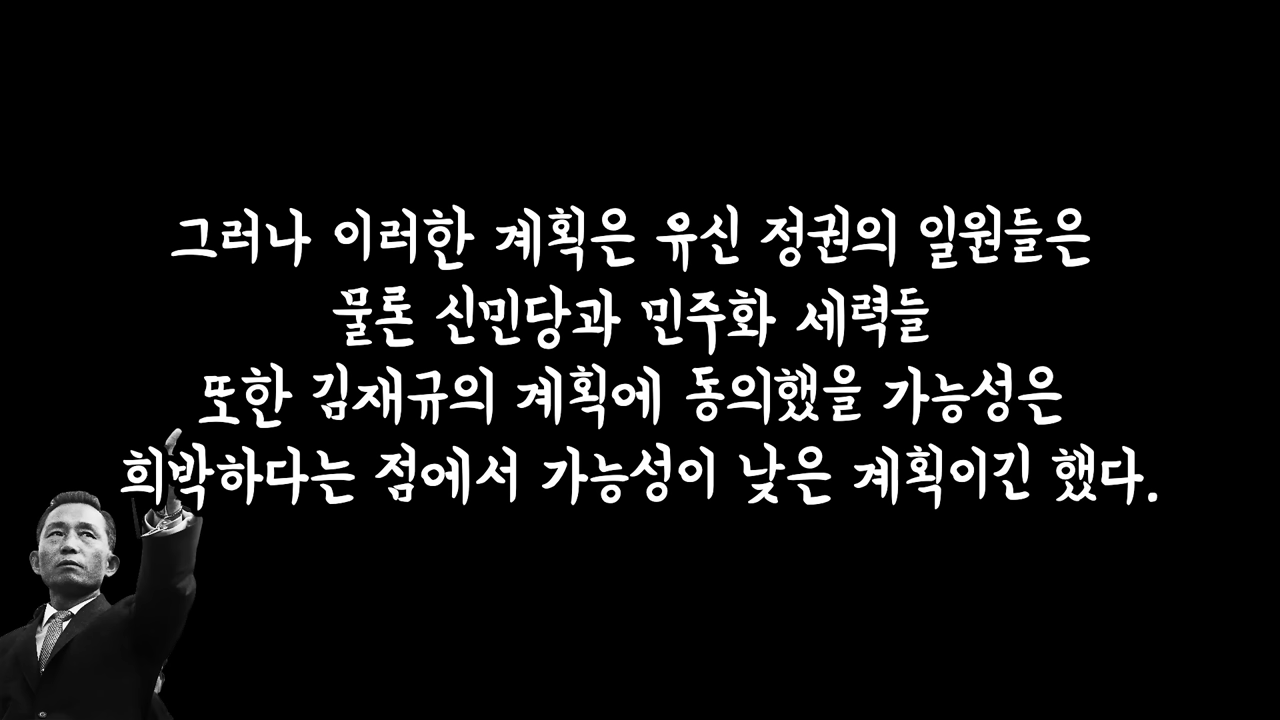 그러나 이러한 계획은 유신 정권의 일원들은
물론 신민당과 민주화 세력들
또한 김재규의 계획에 동의했을 가능성은
희박하다는 점에서 가능성이 낮은 계획이긴 했다.